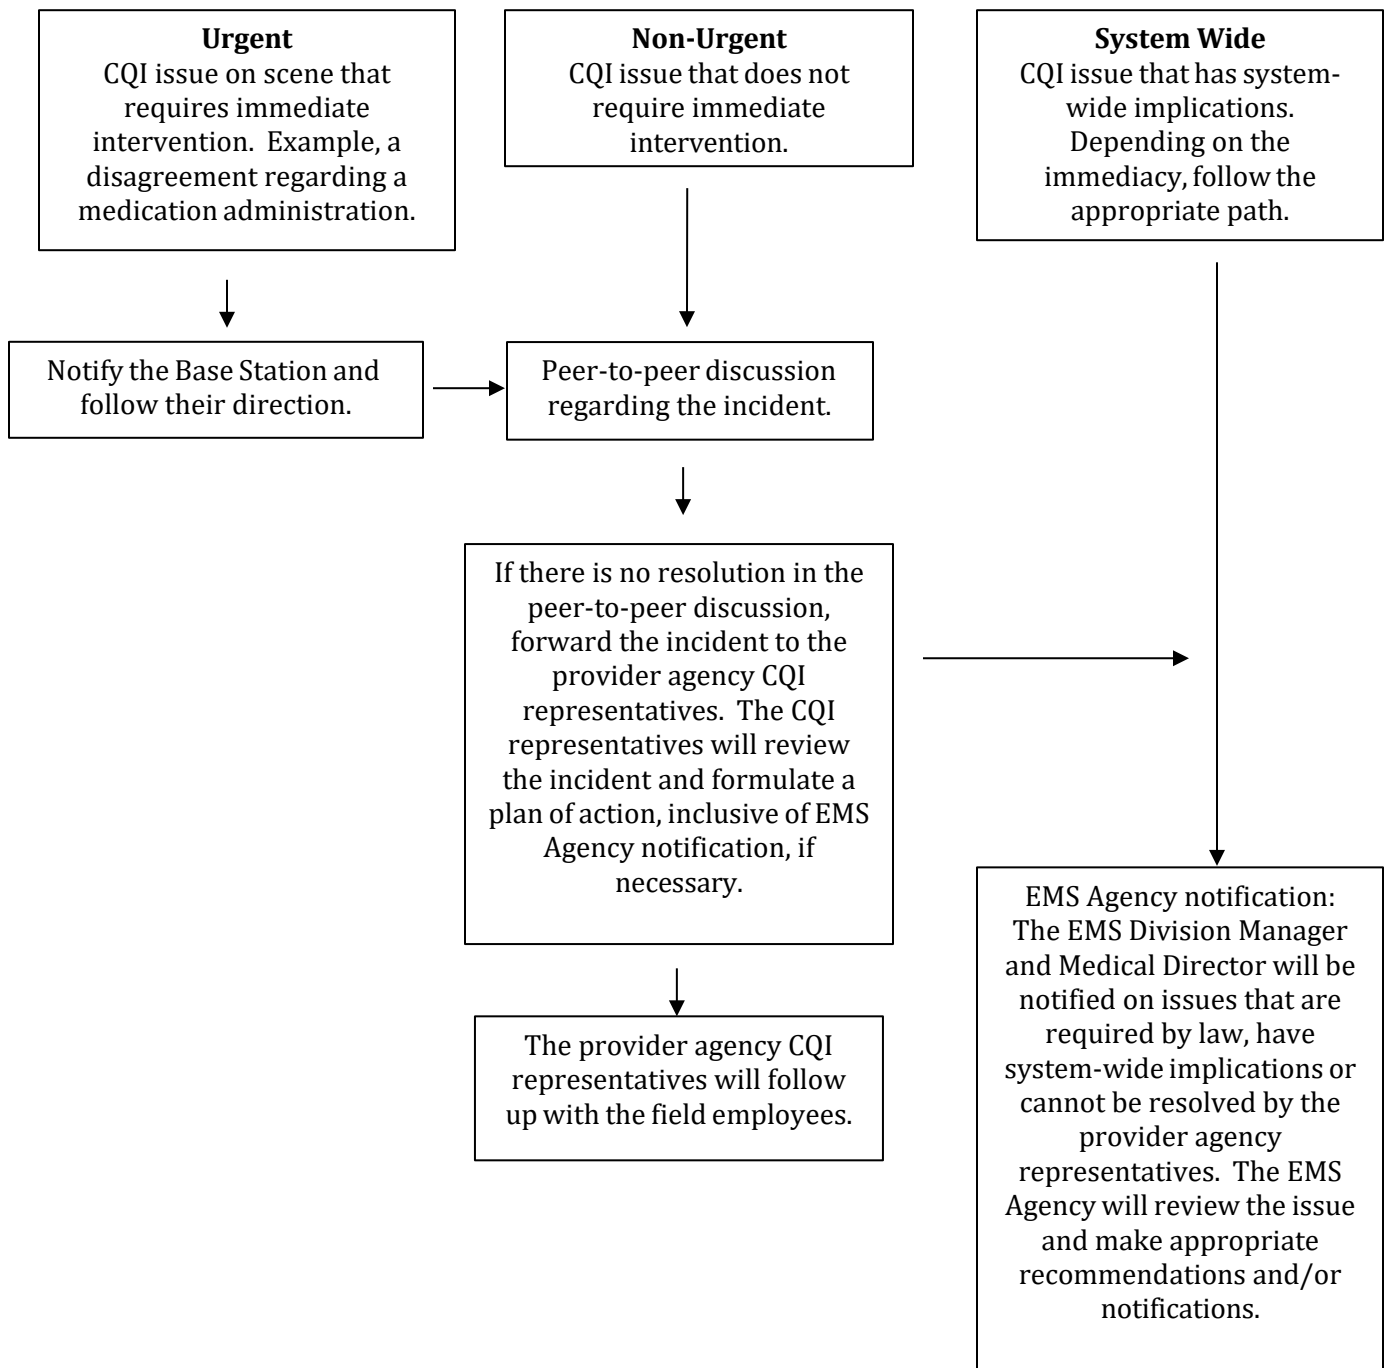 Urgent
CQI issue on scene that
requires immediate
intervention.  Example, a
disagreement regarding a
medication administration.
Non-Urgent
CQI issue that does not
require immediate
intervention.
System Wide
CQI issue that has system-
wide implications.
Depending on the
immediacy, follow the
appropriate path.
Notify the Base Station and
follow their direction.
Peer-to-peer discussion
regarding the incident.
If there is no resolution in the
peer-to-peer discussion,
forward the incident to the
provider agency CQI
representatives.  The CQI
representatives will review
the incident and formulate a
plan of action, inclusive of EMS
Agency notification, if
necessary.
The provider agency CQI
representatives will follow
up with the field employees.
EMS Agency notification:
The EMS Division Manager
and Medical Director will be
notified on issues that are
required by law, have
system-wide implications or
cannot be resolved by the
provider agency
representatives.  The EMS
Agency will review the issue
and make appropriate
recommendations and/or
notifications.